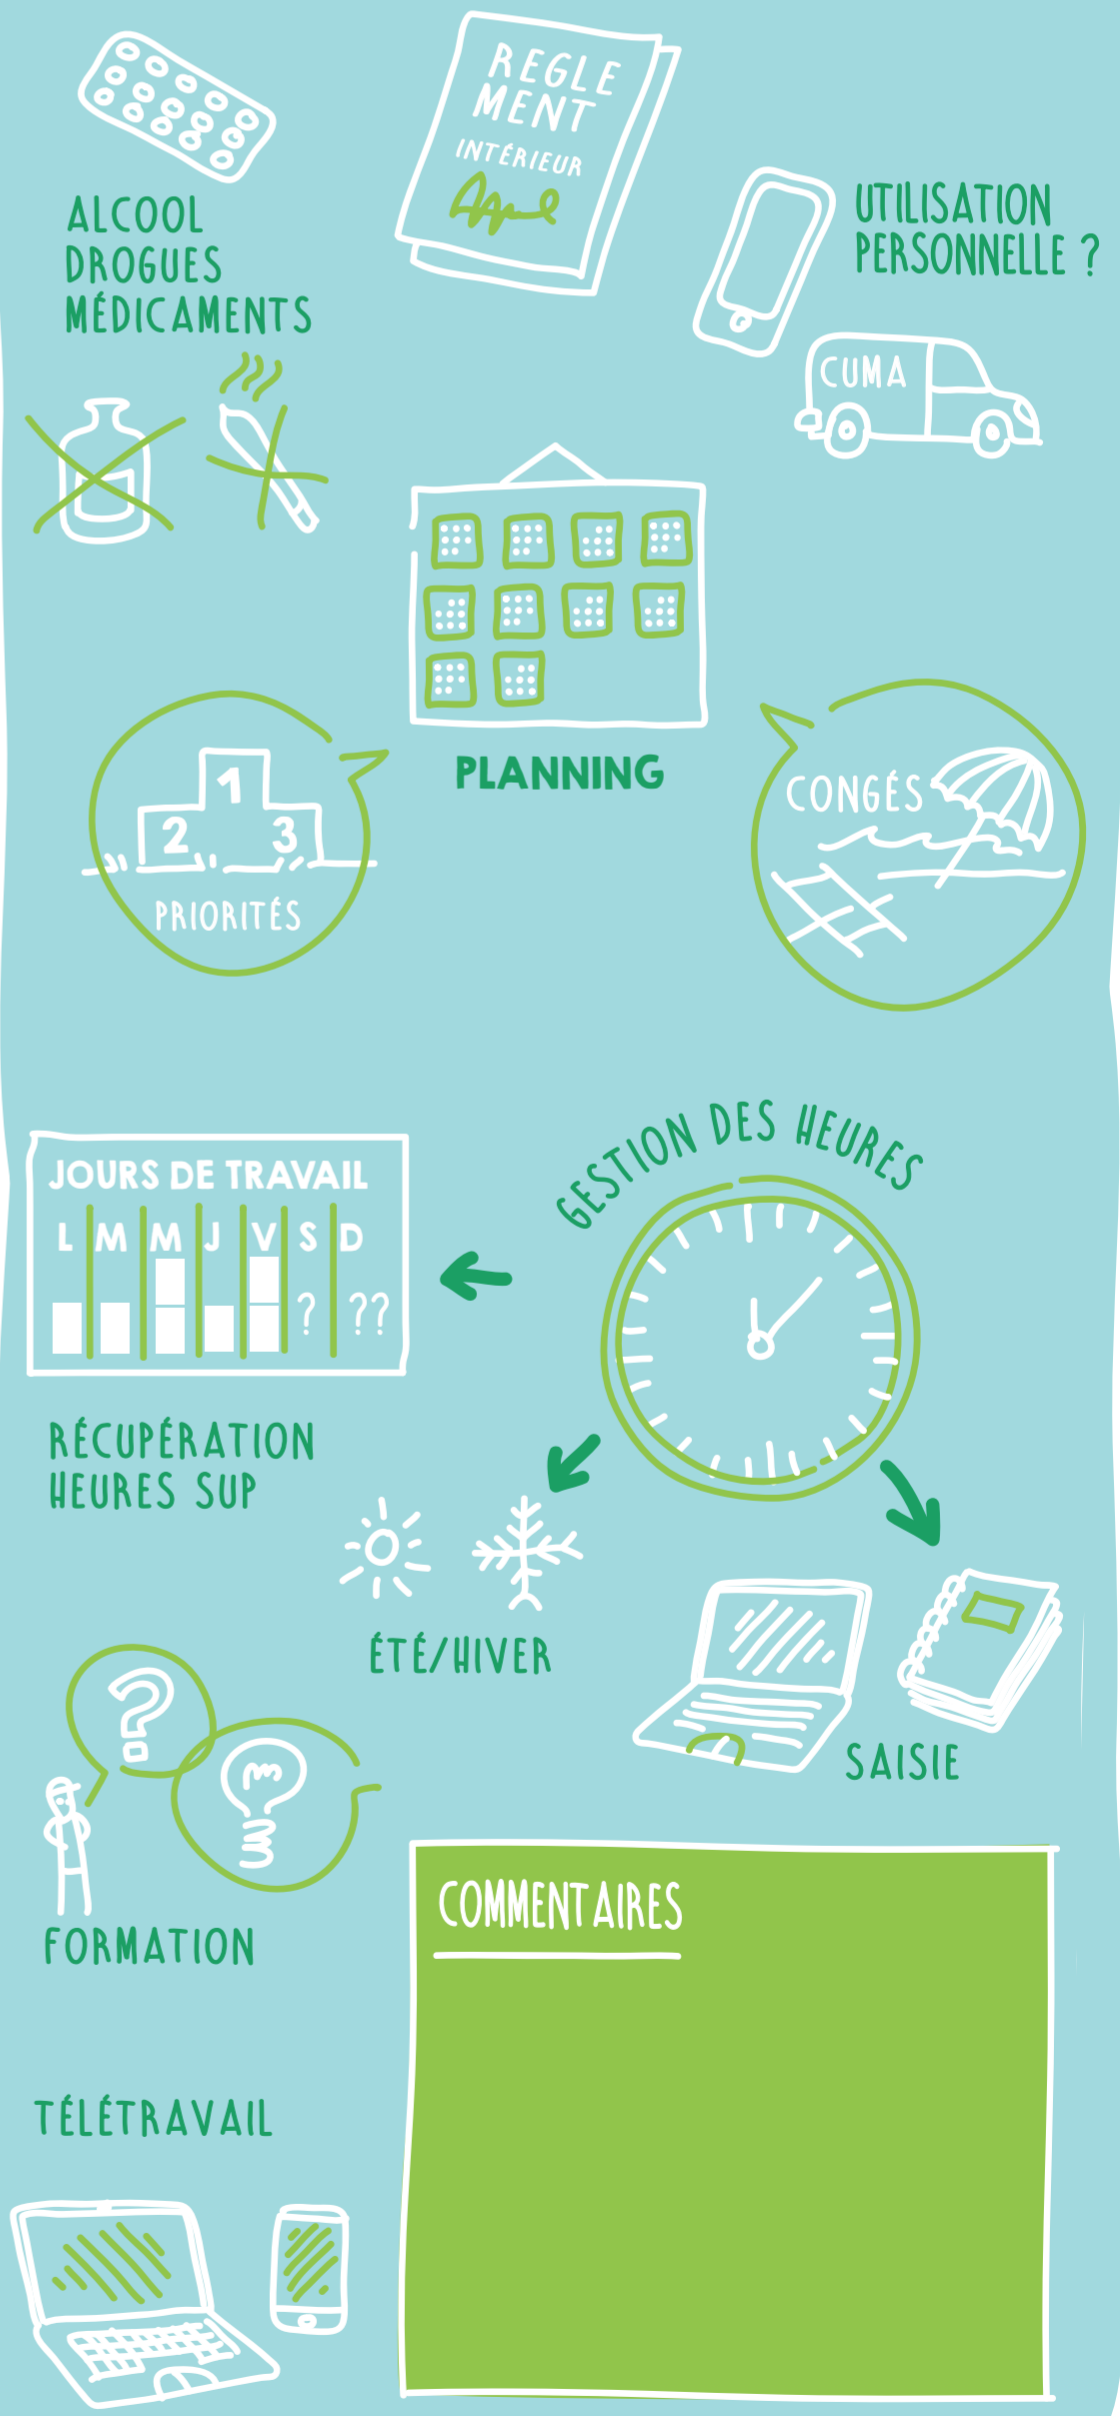 REGLE
MENT
INTÉRIEUR
ALCOOL
DROGUES
MÉDICAMENTS
UTILISATION
PERSONNELLE ?
CUMA
PLANNING
1
2 3
PRIORITÉS
CONGÉS
GESTION DES HEURES
JOURS DE TRAVAIL
L M M J V S D
? ??
RÉCUPÉRATION
HEURES SUP
ÉTÉ/HIVER
SAISIE
?
FORMATION
COMMENTAIRES
TÉLÉTRAVAIL